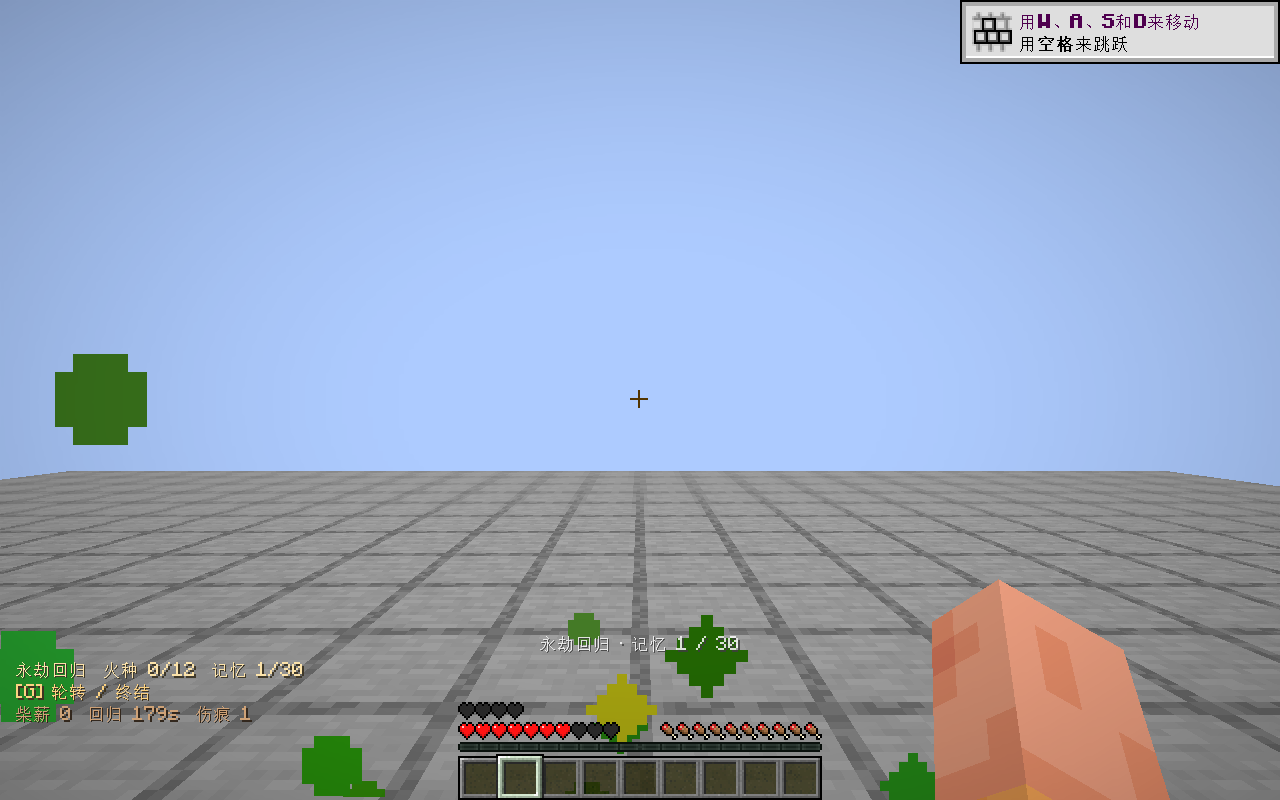 用W、A、S和D来移动
用空格来跳跃
永劫回归 · 记忆 1 / 30
永劫回归 火种 0/12 记忆 1/30
[G] 轮转 / 终结
柴薪 0 回归 179s 伤痕 1